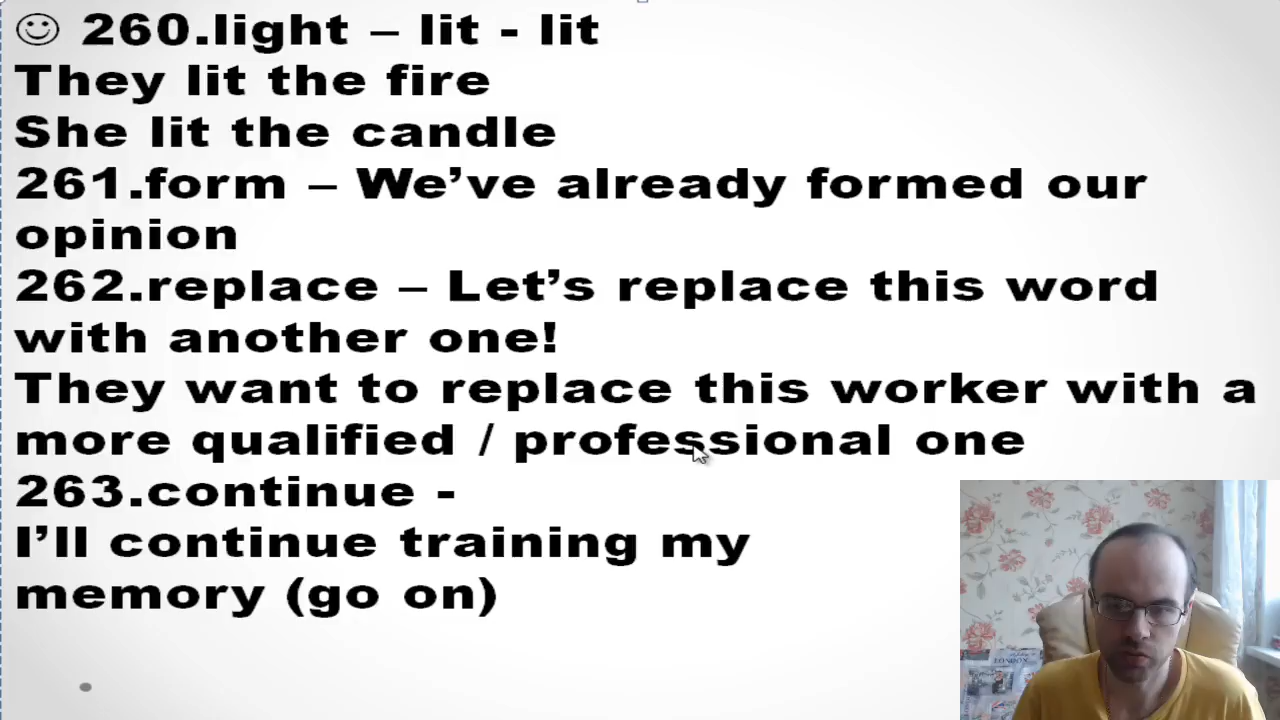 ☺ 260.light – lit - lit
They lit the fire
She lit the candle
261.form – We’ve already formed our
opinion
262.replace – Let’s replace this word
with another one!
They want to replace this worker with a
more qualified / professional one
263.continue -
I’ll continue training my
memory (go on)